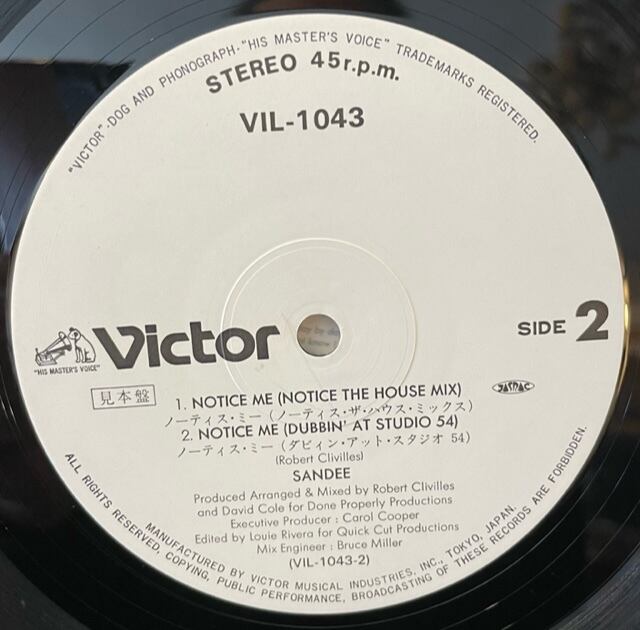 "VICTOR"-DOG AND PHONOGRAPH-"HIS MASTER'S VOICE" TRADEMARKS REGISTERED.
STEREO 45r.p.m.
VIL-1043
Victor
"HIS MASTER'S VOICE"
SIDE 2
見本盤
JASRAC
1. NOTICE ME (NOTICE THE HOUSE MIX)
ノーティス・ミー (ノーティス・ザ・ハウス・ミックス)
2. NOTICE ME (DUBBIN' AT STUDIO 54)
ノーティス・ミー (ダビィン・アット・スタジオ 54)
(Robert Clivilles)
SANDEE
Produced Arranged & Mixed by Robert Clivilles
and David Cole for Done Properly Productions
Executive Producer : Carol Cooper
Edited by Louie Rivera for Quick Cut Productions
Mix Engineer : Bruce Miller
(VIL-1043-2)
MANUFACTURED BY VICTOR MUSICAL INDUSTRIES, INC., TOKYO, JAPAN.
ALL RIGHTS RESERVED, COPYING, PUBLIC PERFORMANCE, BROADCASTING OF THESE RECORDS ARE FORBIDDEN.